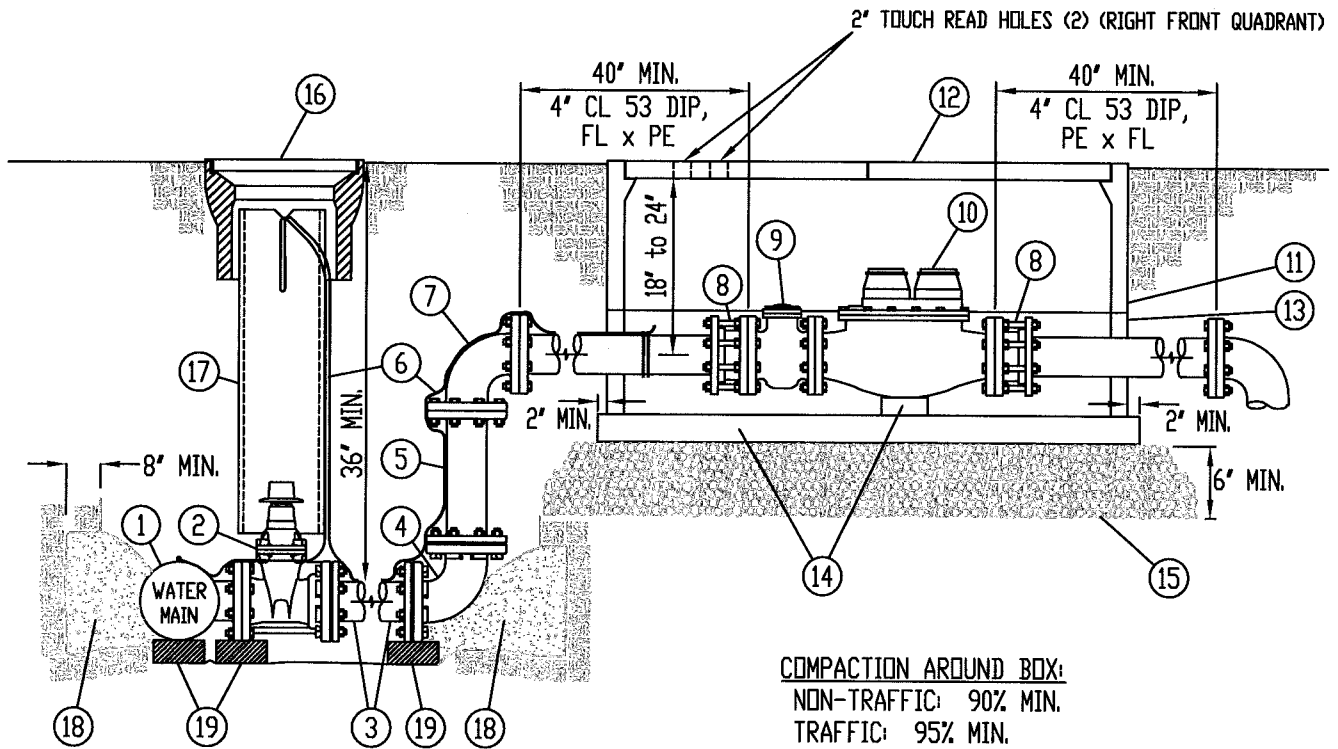 2" TOUCH READ HOLES (2) (RIGHT FRONT QUADRANT)
16
40" MIN.
4" CL 53 DIP,
FL x PE
12
40" MIN.
4" CL 53 DIP,
PE x FL
18" to 24"
9
10
8
8
11
13
7
17
6
36" MIN.
2" MIN.
2" MIN.
5
8" MIN.
6" MIN.
1
2
4
WATER
MAIN
14
15
18
19
3
19
18
COMPACTION AROUND BOX:
NON-TRAFFIC: 90% MIN.
TRAFFIC: 95% MIN.